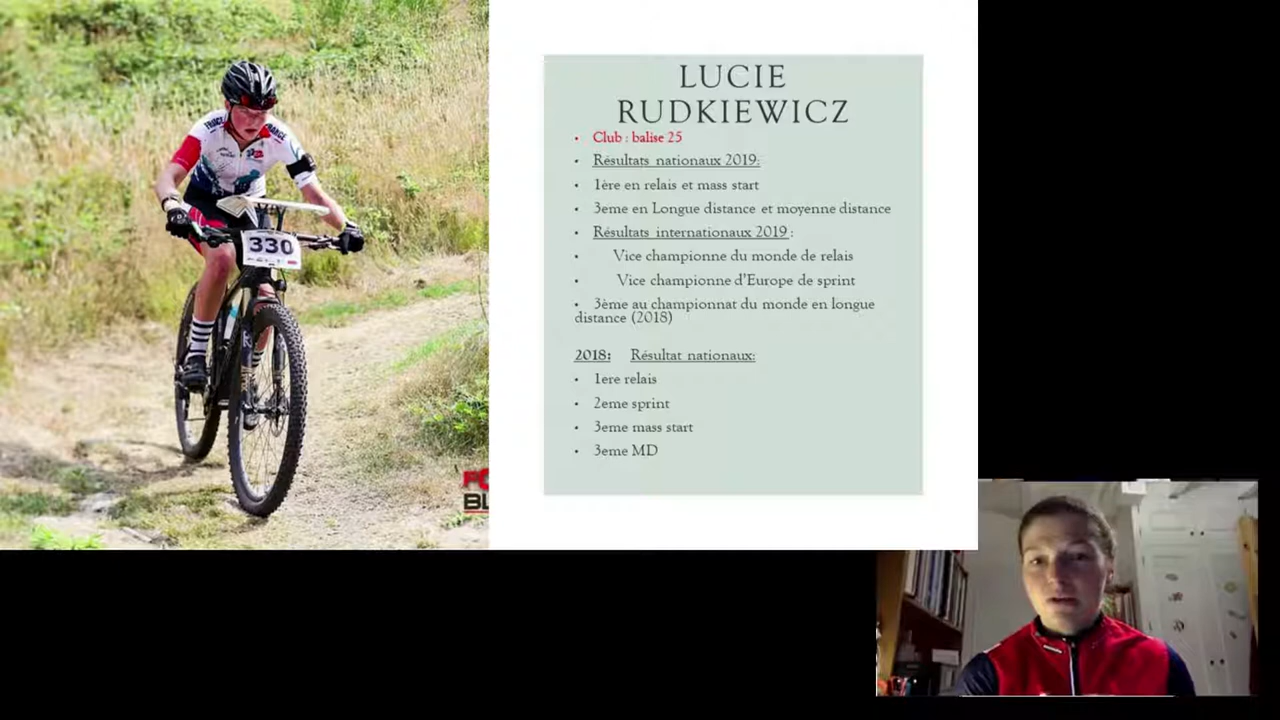 LUCIE
RUDKIEWICZ
• Club : balise 25
• Résultats nationaux 2019:
• 1ère en relais et mass start
• 3eme en Longue distance et moyenne distance
• Résultats internationaux 2019 :
• Vice championne du monde de relais
• Vice championne d'Europe de sprint
• 3ème au championnat du monde en longue
distance (2018)
2018: Résultat nationaux:
• 1ere relais
• 2eme sprint
• 3eme mass start
• 3eme MD
330